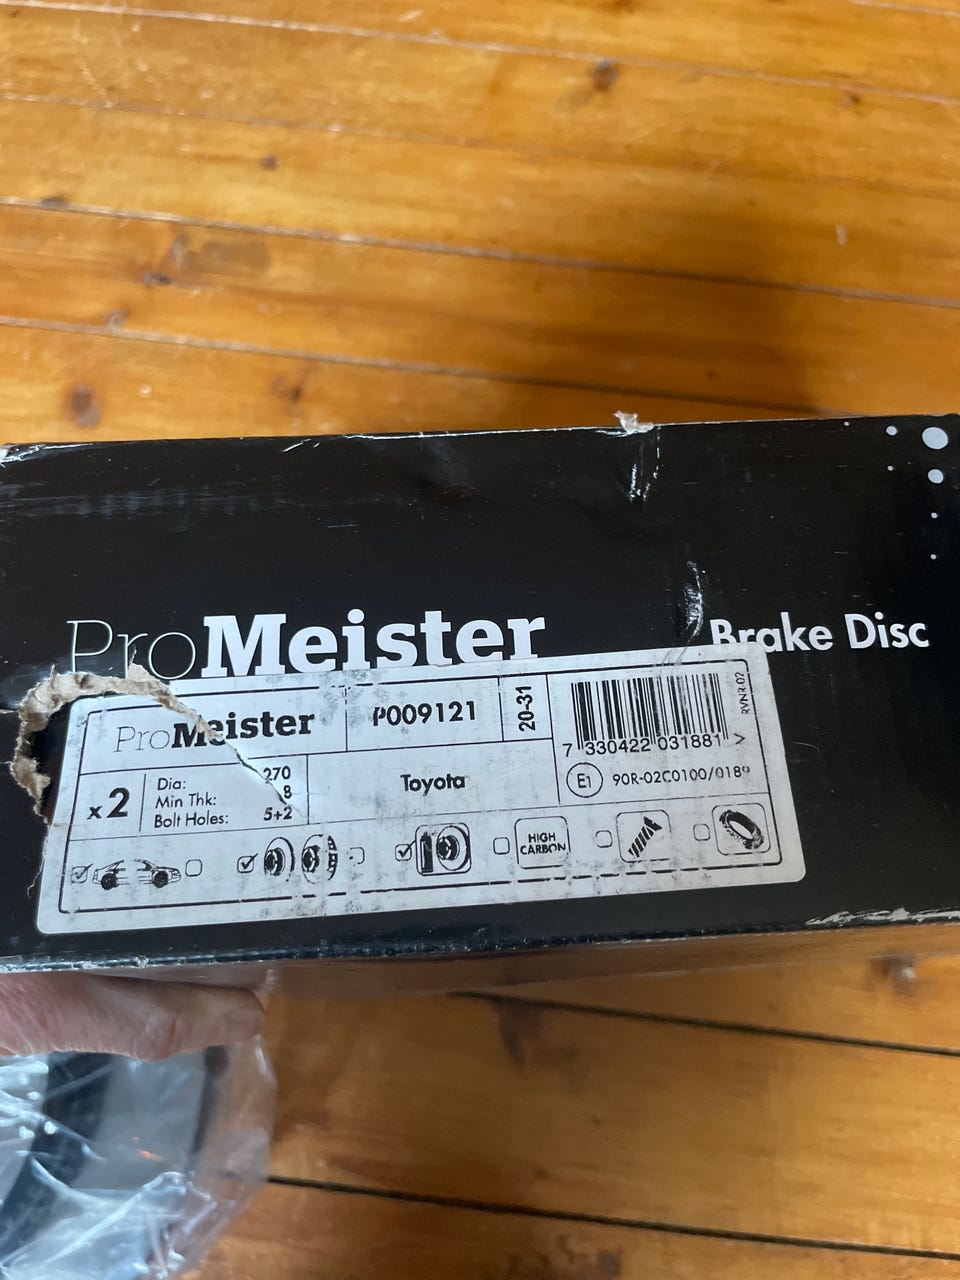 ProMeister
Brake Disc
ProMeister
P009121
20-31
RVNR-02
7 330422 031881
x2
Dia: 270
Min Thk: 8
Bolt Holes: 5+2
Toyota
E1
90R-02C0100/0189
HIGH
CARBON